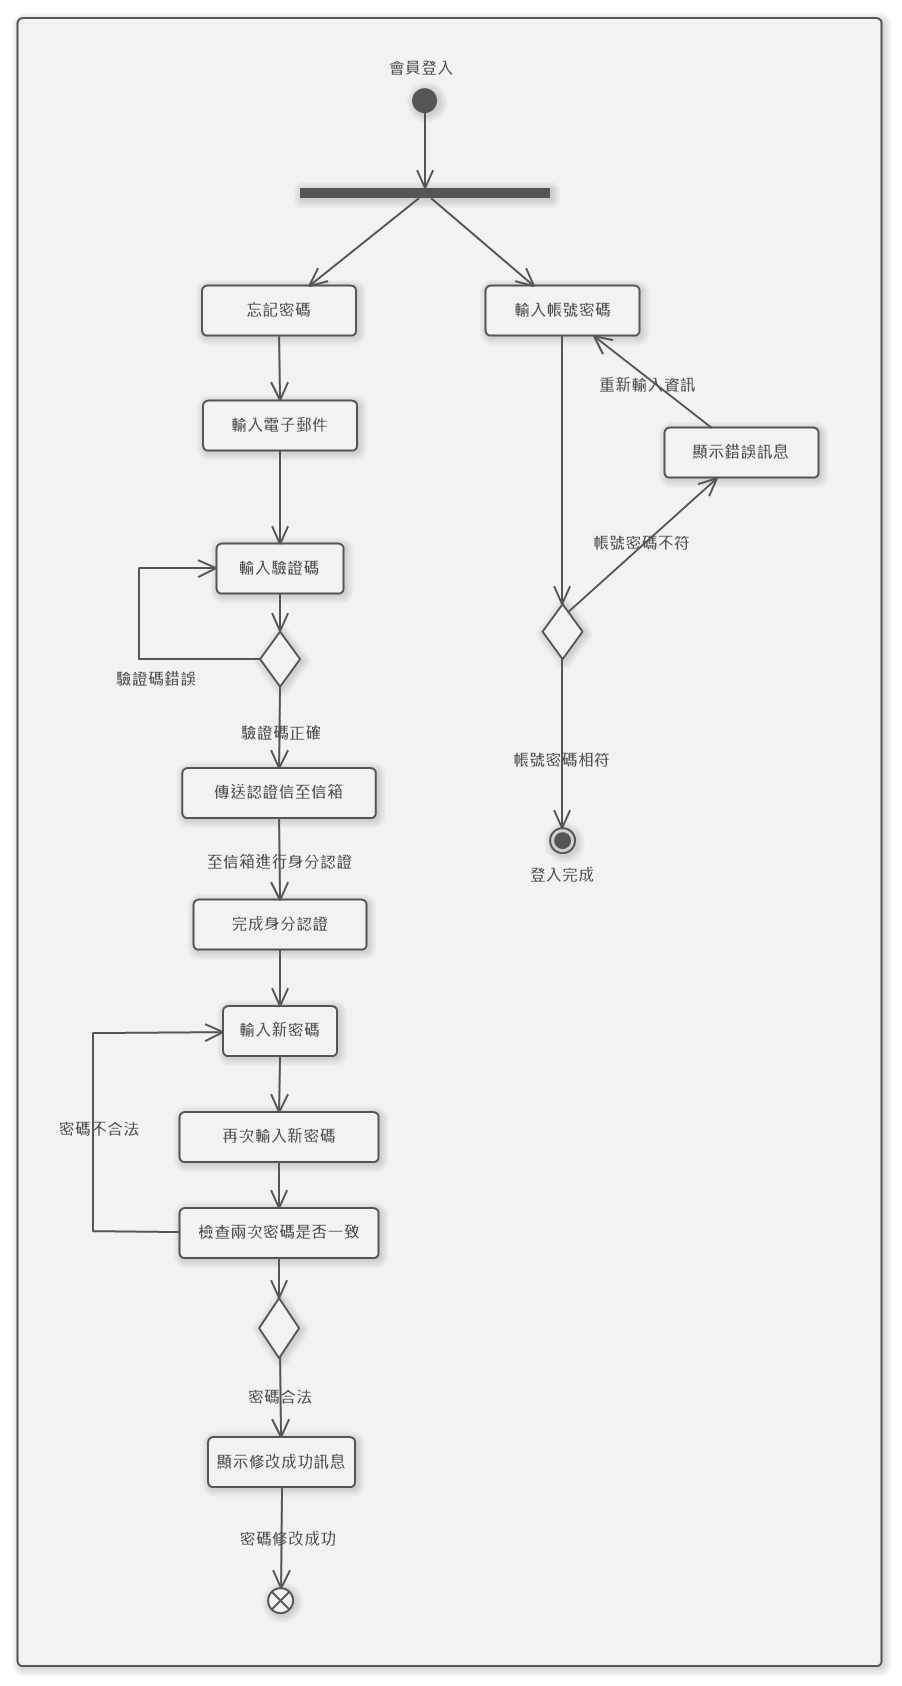 會員登入
忘記密碼
輸入帳號密碼
重新輸入資訊
輸入電子郵件
顯示錯誤訊息
帳號密碼不符
輸入驗證碼
驗證碼錯誤
驗證碼正確
帳號密碼相符
傳送認證信至信箱
至信箱進行身分認證
登入完成
完成身分認證
輸入新密碼
密碼不合法
再次輸入新密碼
檢查兩次密碼是否一致
密碼合法
顯示修改成功訊息
密碼修改成功